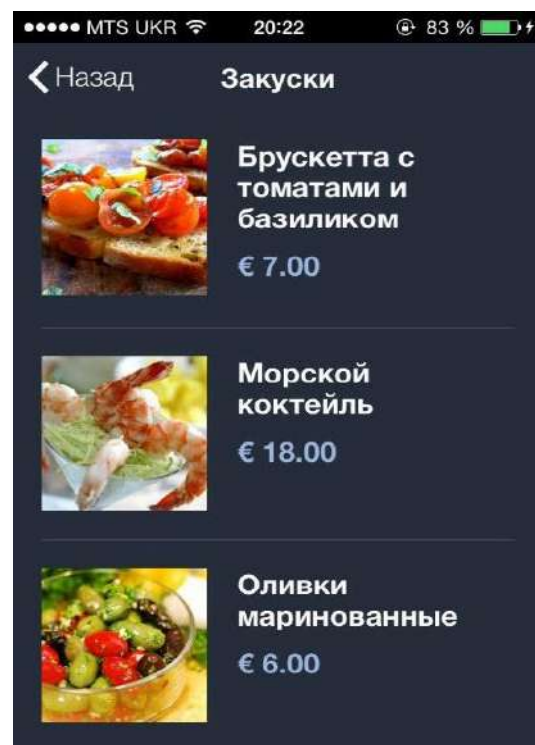 MTS UKR 20:22 83 %
Назад Закуски
Брускетта с
томатами и
базиликом
€ 7.00
Морской
коктейль
€ 18.00
Оливки
маринованные
€ 6.00